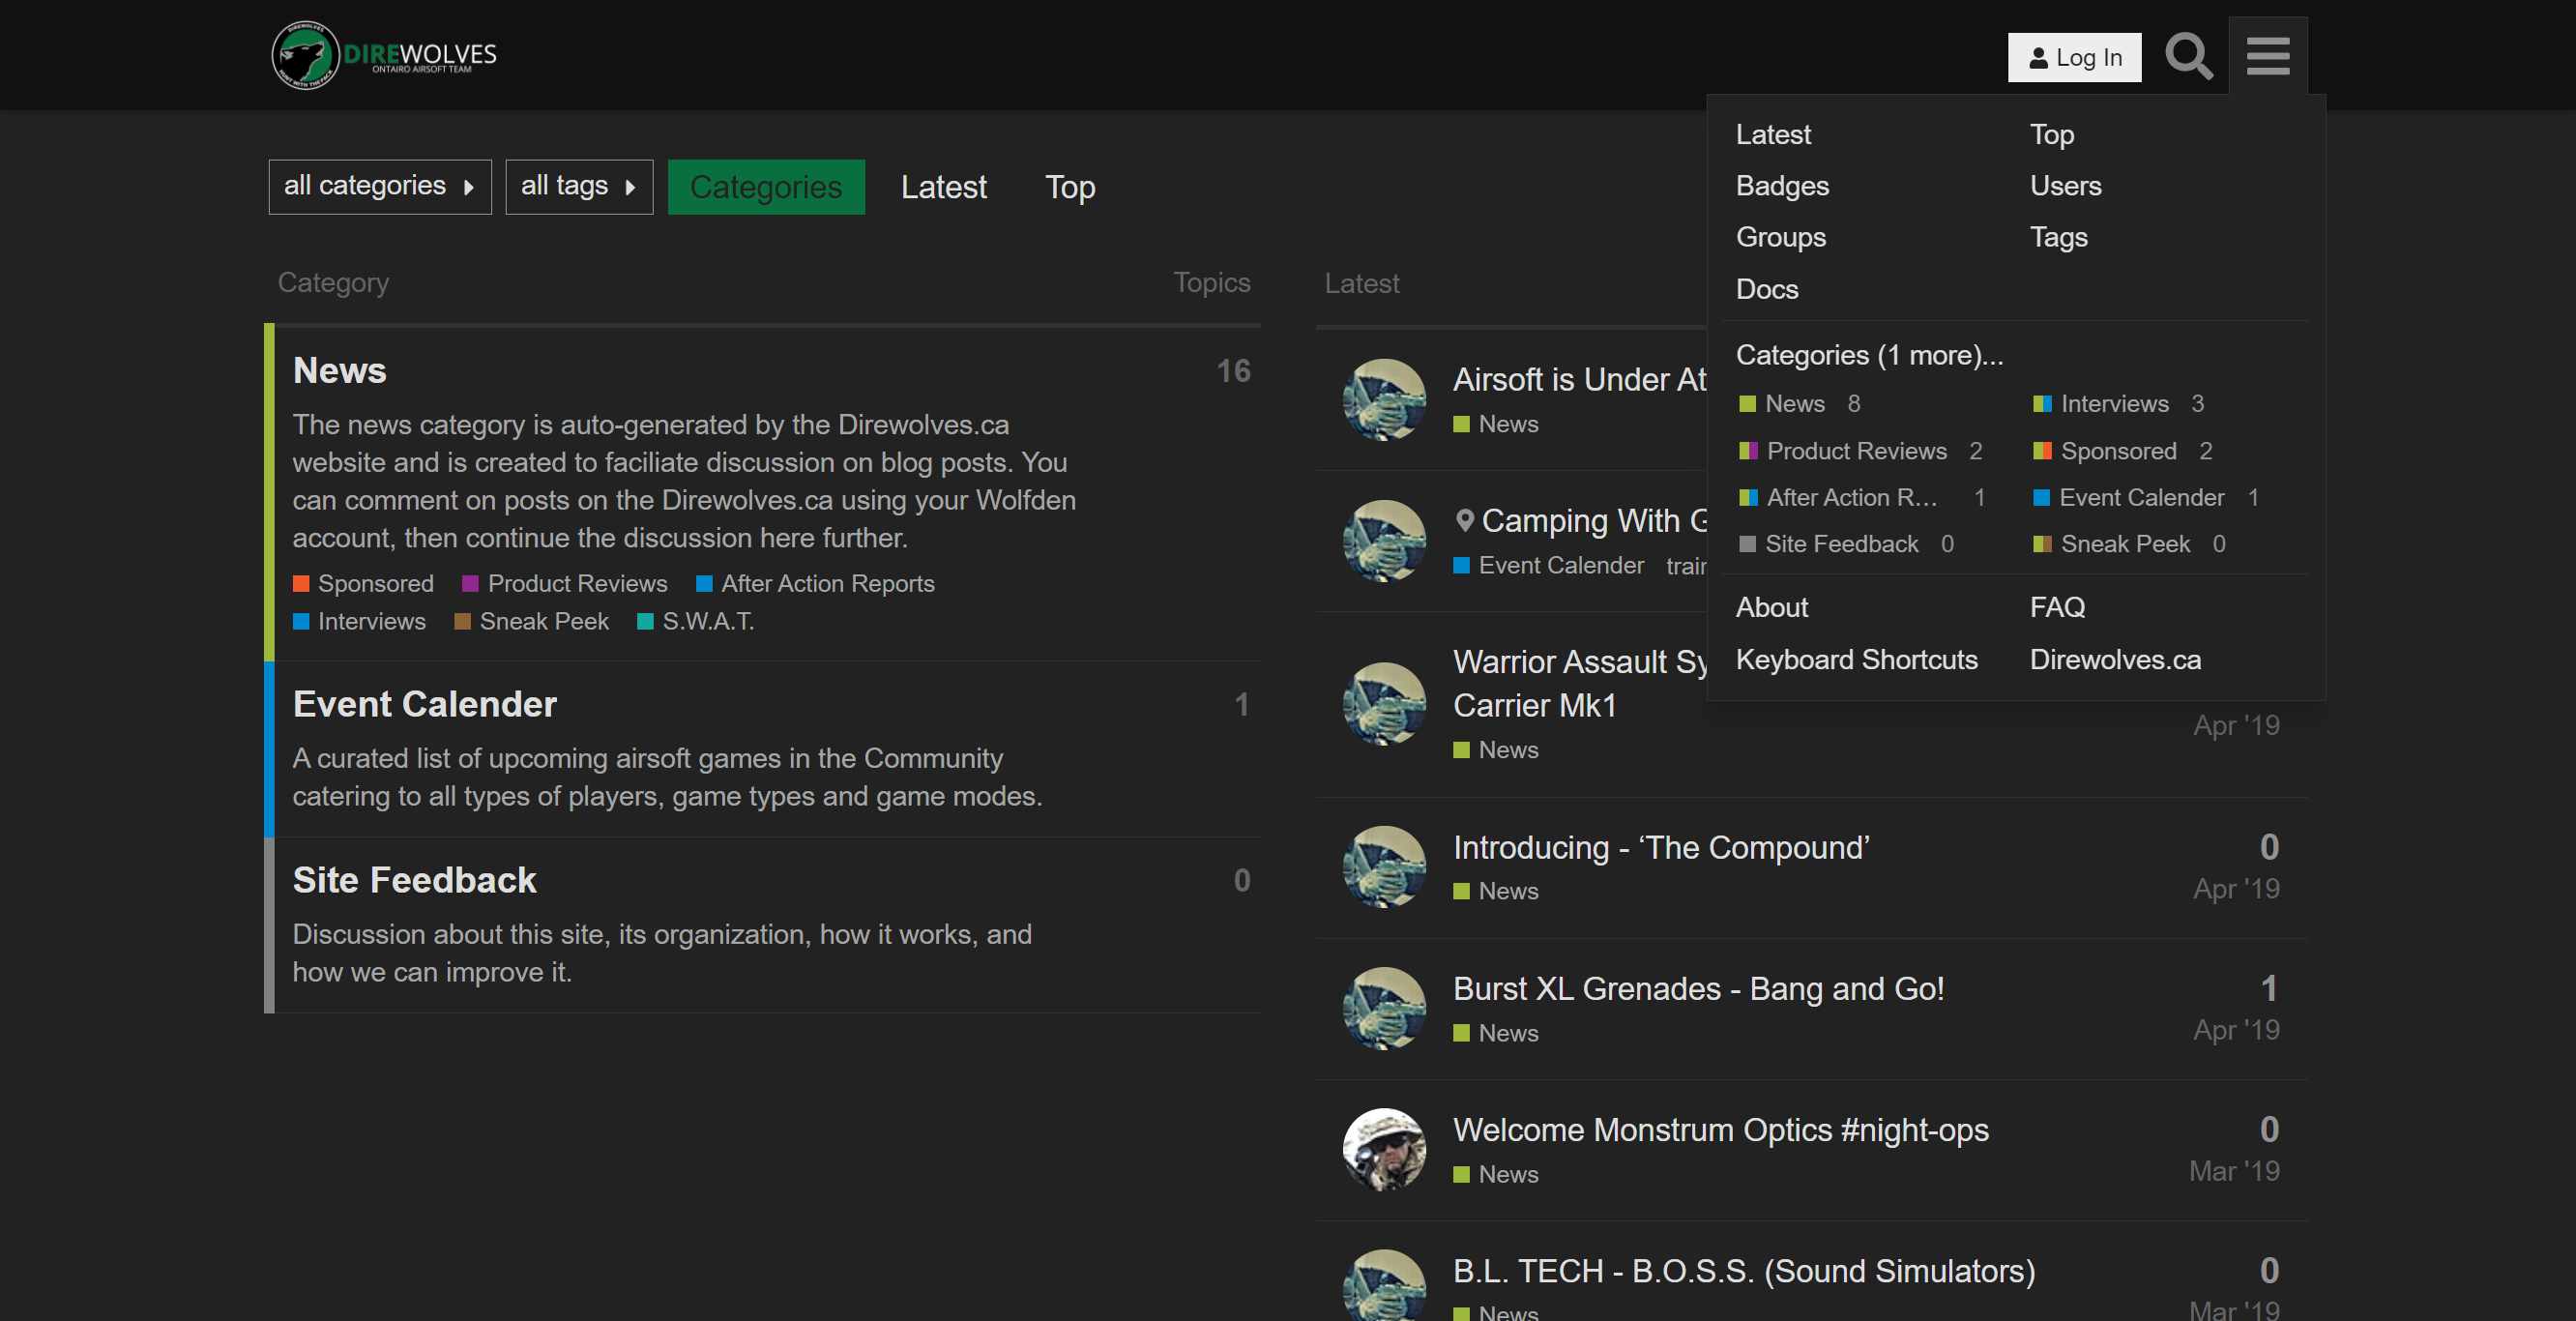 DIREWOLVES
HUNT WITH THE PACK
DIREWOLVES
ONTAIRO AIRSOFT TEAM
Log In
all categories
all tags
Categories
Latest
Top
Latest
Top
Badges
Users
Groups
Tags
Docs
Categories (1 more)...
News 8
Interviews 3
Product Reviews 2
Sponsored 2
After Action R... 1
Event Calender 1
Site Feedback 0
Sneak Peek 0
About
FAQ
Keyboard Shortcuts
Direwolves.ca
Category Topics
News 16
The news category is auto-generated by the Direwolves.ca
website and is created to faciliate discussion on blog posts. You
can comment on posts on the Direwolves.ca using your Wolfden
account, then continue the discussion here further.
Sponsored Product Reviews After Action Reports
Interviews Sneak Peek S.W.A.T.
Event Calender 1
A curated list of upcoming airsoft games in the Community
catering to all types of players, game types and game modes.
Site Feedback 0
Discussion about this site, its organization, how it works, and
how we can improve it.
Latest
Airsoft is Under At
News
Camping With G
Event Calender train
Warrior Assault Sy
Carrier Mk1
News
Apr '19
Introducing - ‘The Compound’ 0
News Apr '19
Burst XL Grenades - Bang and Go! 1
News Apr '19
Welcome Monstrum Optics #night-ops 0
News Mar '19
B.L. TECH - B.O.S.S. (Sound Simulators) 0
News Mar '19